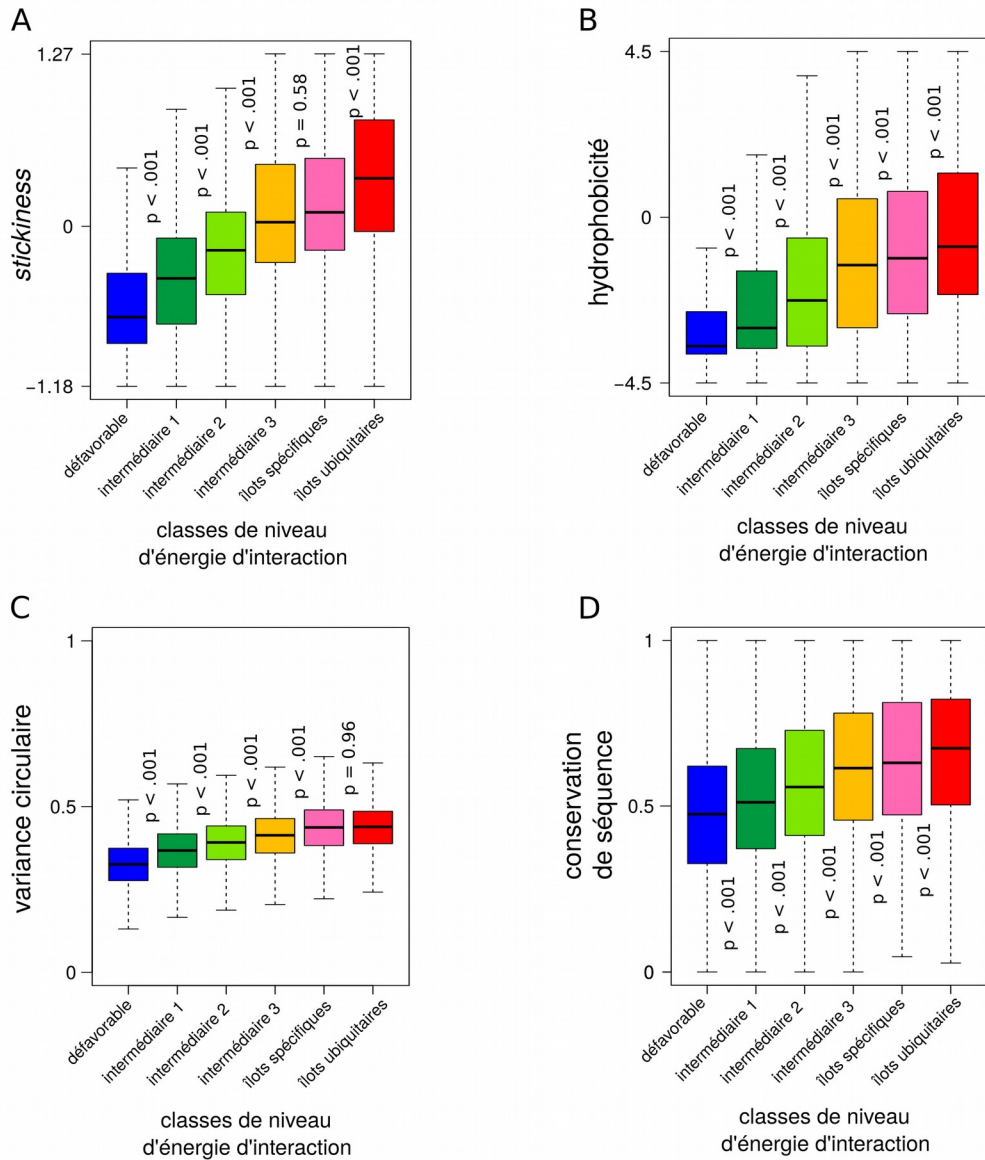 A
1.27
0
−1.18
stickiness
p < .001
p < .001
p < .001
p = 0.58
p < .001
défavorable
intermédiaire 1
intermédiaire 2
intermédiaire 3
îlots spécifiques
îlots ubiquitaires
classes de niveau
d'énergie d'interaction
B
4.5
0
−4.5
hydrophobicité
p < .001
p < .001
p < .001
p < .001
p < .001
défavorable
intermédiaire 1
intermédiaire 2
intermédiaire 3
îlots spécifiques
îlots ubiquitaires
classes de niveau
d'énergie d'interaction
C
1
0.5
0
variance circulaire
p < .001
p < .001
p < .001
p < .001
p = 0.96
défavorable
intermédiaire 1
intermédiaire 2
intermédiaire 3
îlots spécifiques
îlots ubiquitaires
classes de niveau
d'énergie d'interaction
D
1
0.5
0
conservation
de séquence
p < .001
p < .001
p < .001
p < .001
p < .001
défavorable
intermédiaire 1
intermédiaire 2
intermédiaire 3
îlots spécifiques
îlots ubiquitaires
classes de niveau
d'énergie d'interaction